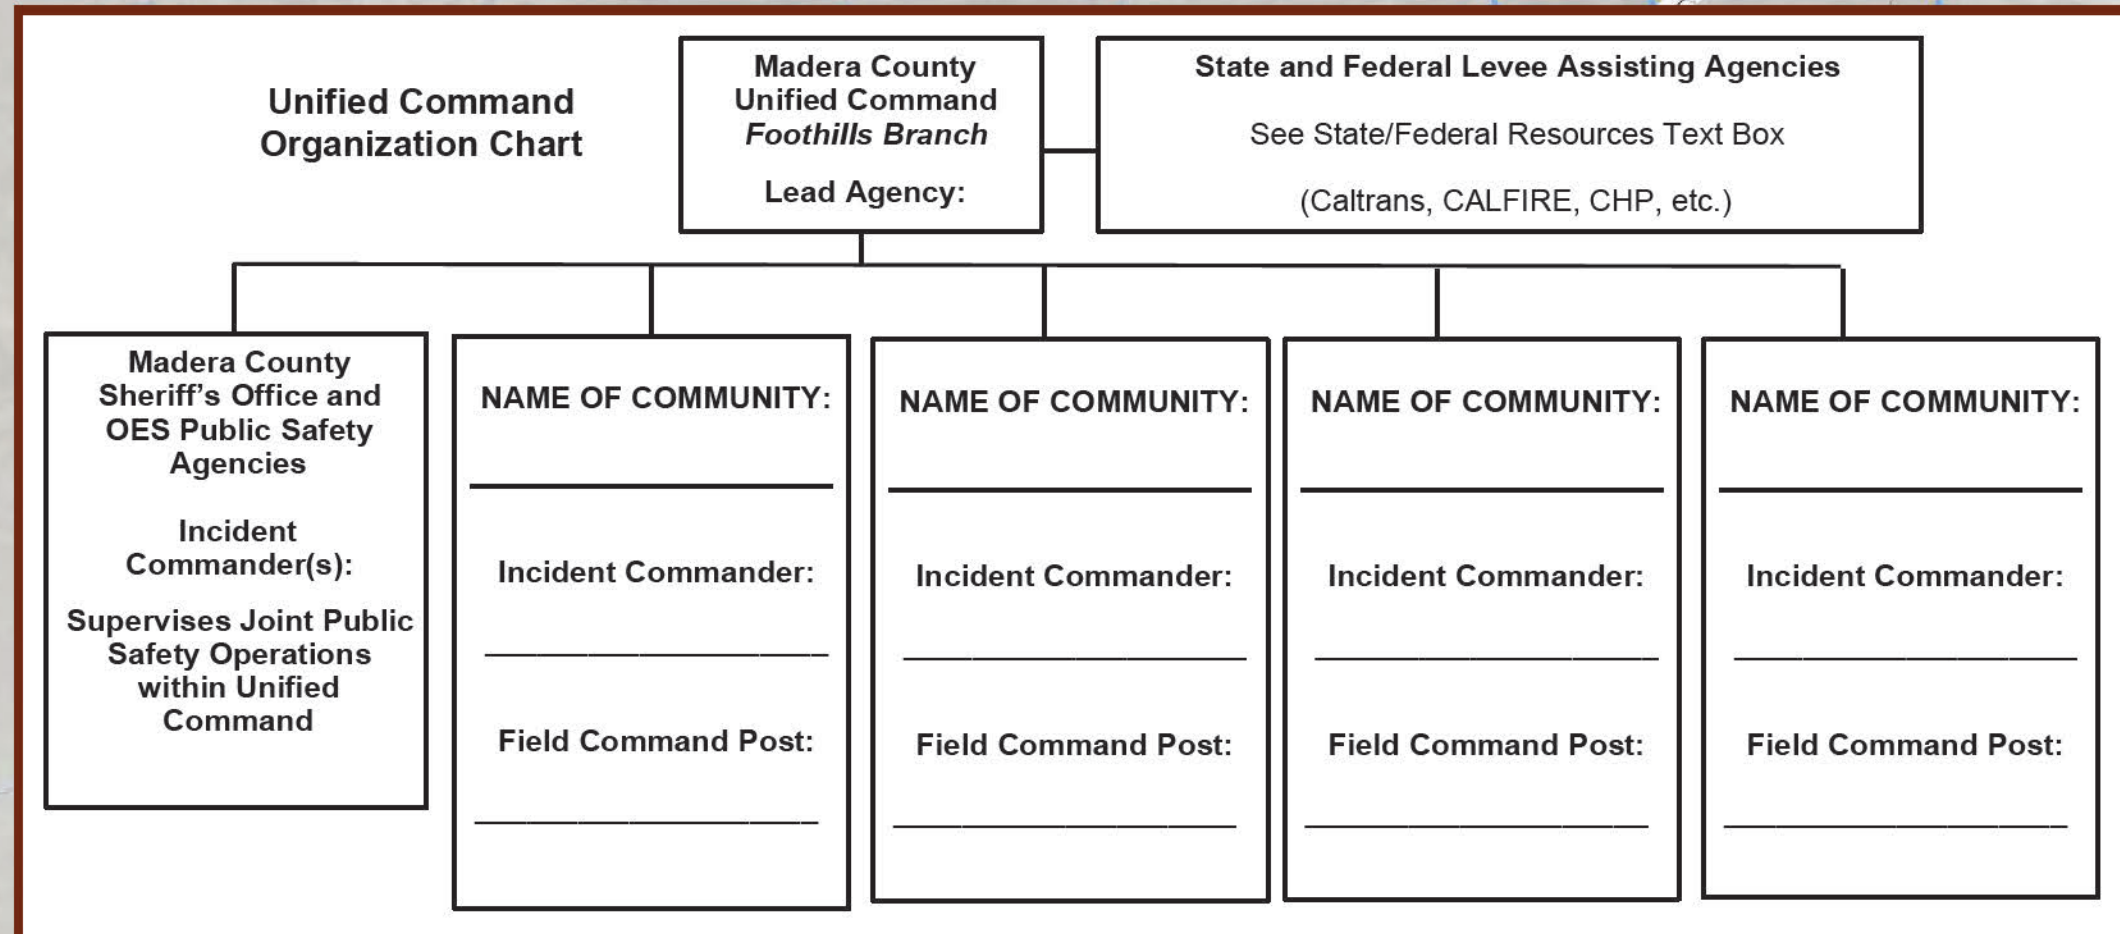 Unified Command
Organization Chart
Madera County
Unified Command
Foothills Branch
Lead Agency:
State and Federal Levee Assisting Agencies
See State/Federal Resources Text Box
(Caltrans, CALFIRE, CHP, etc.)
Madera County
Sheriff's Office and
OES Public Safety
Agencies
Incident
Commander(s):
Supervises Joint Public
Safety Operations
within Unified
Command
NAME OF COMMUNITY:
Incident Commander:
Field Command Post:
NAME OF COMMUNITY:
Incident Commander:
Field Command Post:
NAME OF COMMUNITY:
Incident Commander:
Field Command Post:
NAME OF COMMUNITY:
Incident Commander:
Field Command Post: